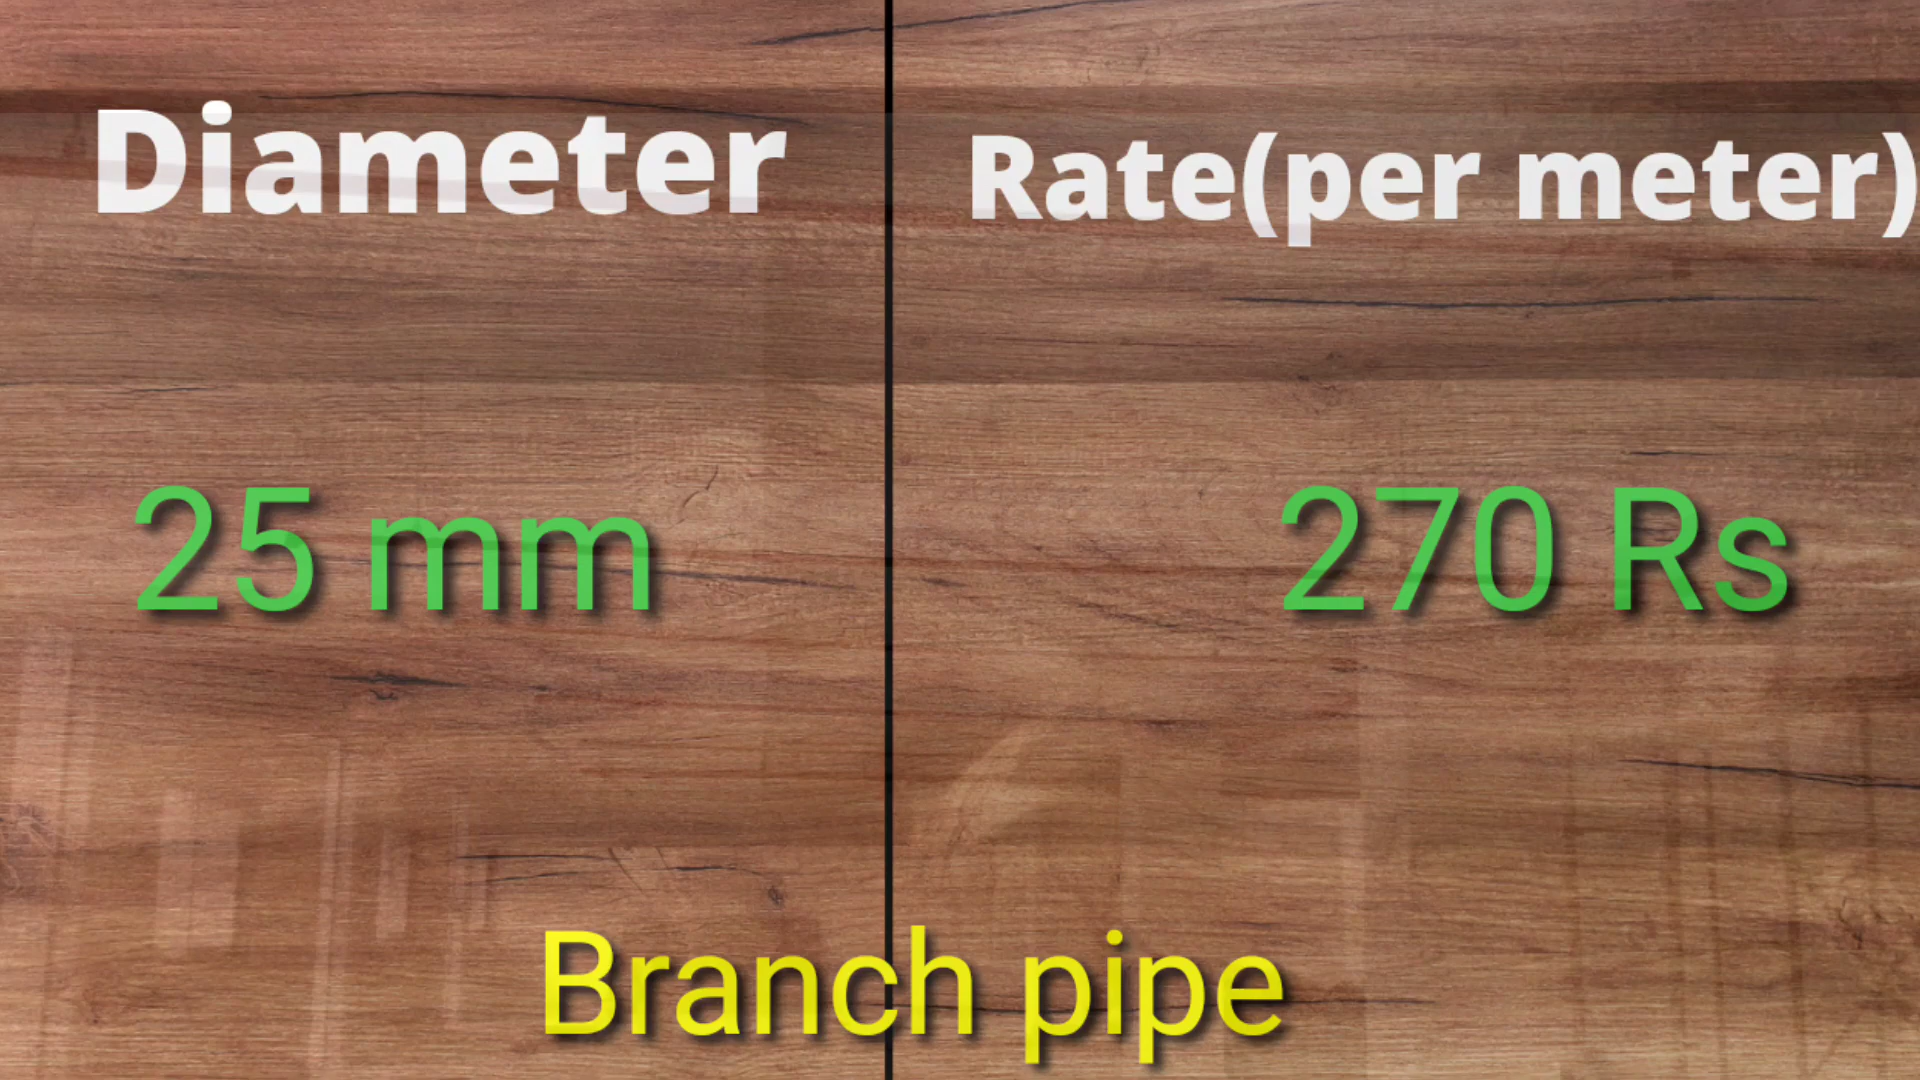 Diameter
Rate(per meter)
25 mm
270 Rs
Branch pipe